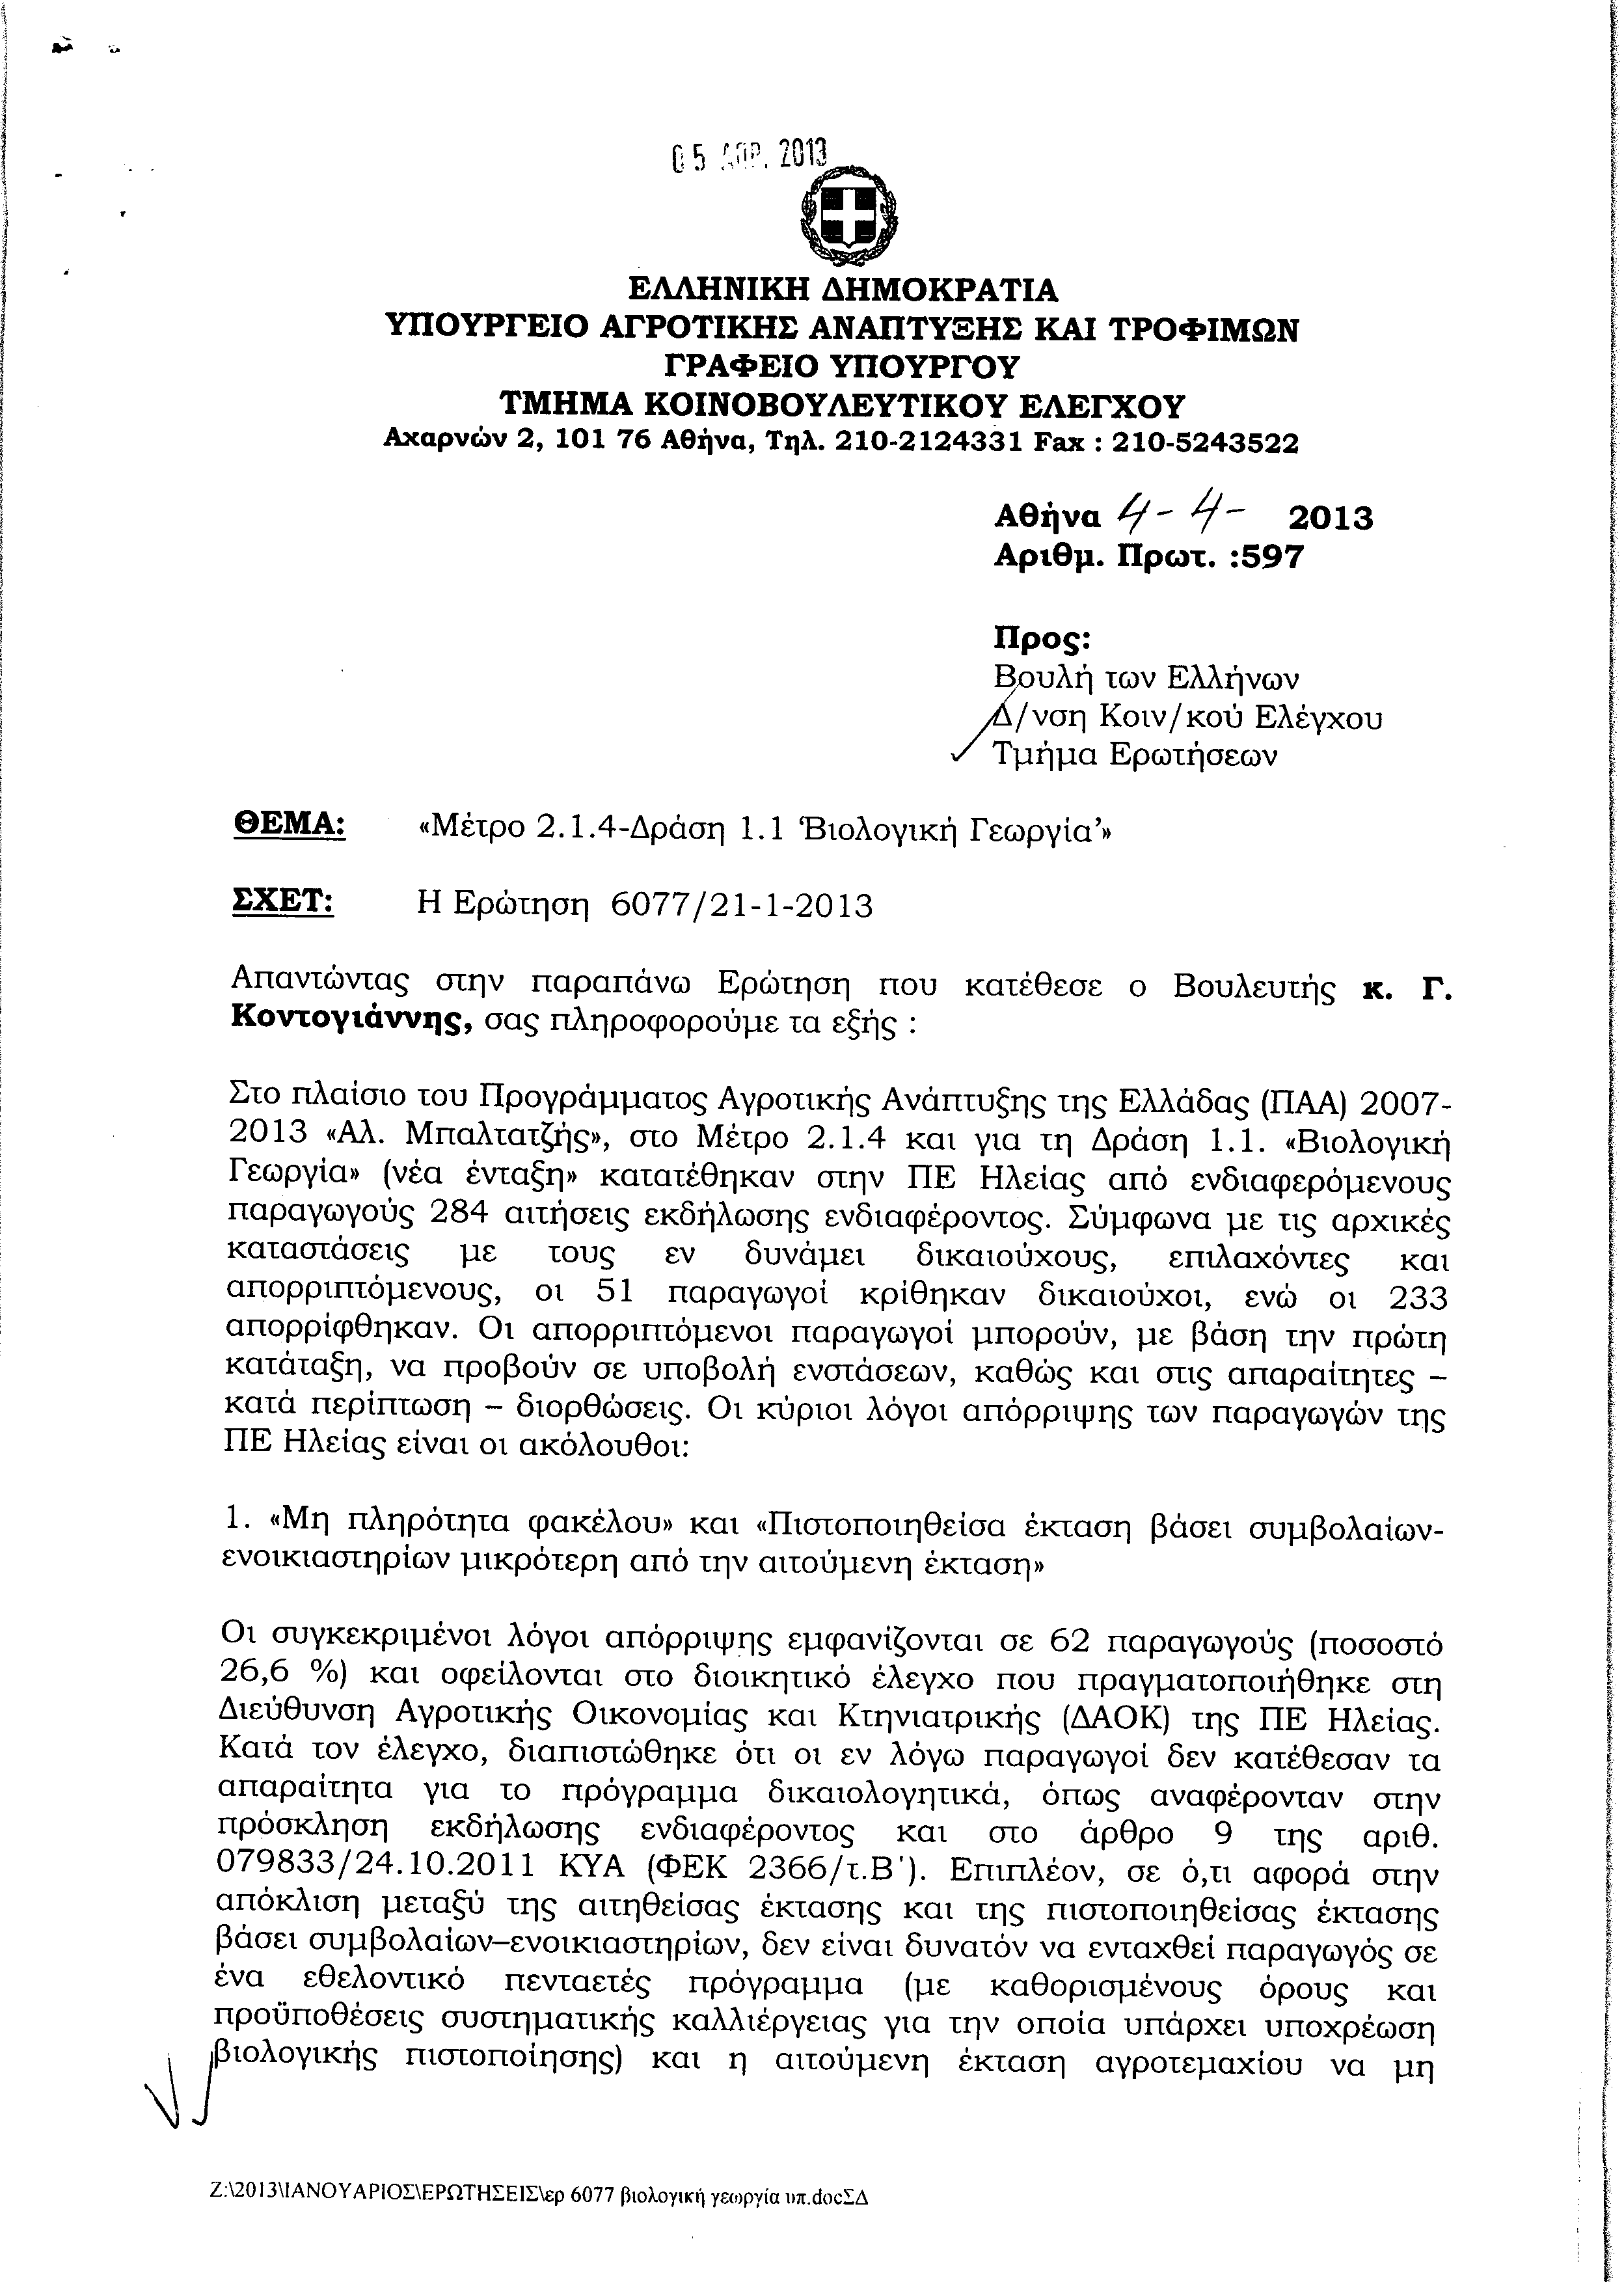 05 ΑΠΡ. 2013
ΕΛΛΗΝΙΚΗ ΔΗΜΟΚΡΑΤΙΑ
ΥΠΟΥΡΓΕΙΟ ΑΓΡΟΤΙΚΗΣ ΑΝΑΠΤΥΞΗΣ ΚΑΙ ΤΡΟΦΙΜΩΝ
ΓΡΑΦΕΙΟ ΥΠΟΥΡΓΟΥ
ΤΜΗΜΑ ΚΟΙΝΟΒΟΥΛΕΥΤΙΚΟΥ ΕΛΕΓΧΟΥ
Αχαρνών 2, 101 76 Αθήνα, Τηλ. 210-2124331 Fax : 210-5243522
Αθήνα 4-4- 2013
Αριθμ. Πρωτ. :597
Προς:
Βουλή των Ελλήνων
Δ/νση Κοιν/κού Ελέγχου
Τμήμα Ερωτήσεων
ΘΕΜΑ: «Μέτρο 2.1.4-Δράση 1.1 'Βιολογική Γεωργία'»
ΣΧΕΤ: Η Ερώτηση 6077/21-1-2013
Απαντώντας στην παραπάνω Ερώτηση που κατέθεσε ο Βουλευτής κ. Γ.
Κοντογιάννης, σας πληροφορούμε τα εξής :
Στο πλαίσιο του Προγράμματος Αγροτικής Ανάπτυξης της Ελλάδας (ΠΑΑ) 2007-
2013 «Αλ. Μπαλτατζής», στο Μέτρο 2.1.4 και για τη Δράση 1.1. «Βιολογική
Γεωργία» (νέα ένταξη» κατατέθηκαν στην ΠΕ Ηλείας από ενδιαφερόμενους
παραγωγούς 284 αιτήσεις εκδήλωσης ενδιαφέροντος. Σύμφωνα με τις αρχικές
καταστάσεις με τους εν δυνάμει δικαιούχους, επιλαχόντες και
απορριπτόμενους, οι 51 παραγωγοί κρίθηκαν δικαιούχοι, ενώ οι 233
απορρίφθηκαν. Οι απορριπτόμενοι παραγωγοί μπορούν, με βάση την πρώτη
κατάταξη, να προβούν σε υποβολή ενστάσεων, καθώς και στις απαραίτητες –
κατά περίπτωση – διορθώσεις. Οι κύριοι λόγοι απόρριψης των παραγωγών της
ΠΕ Ηλείας είναι οι ακόλουθοι:
1. «Μη πληρότητα φακέλου» και «Πιστοποιηθείσα έκταση βάσει συμβολαίων-
ενοικιαστηρίων μικρότερη από την αιτούμενη έκταση»
Οι συγκεκριμένοι λόγοι απόρριψης εμφανίζονται σε 62 παραγωγούς (ποσοστό
26,6 %) και οφείλονται στο διοικητικό έλεγχο που πραγματοποιήθηκε στη
Διεύθυνση Αγροτικής Οικονομίας και Κτηνιατρικής (ΔΑΟΚ) της ΠΕ Ηλείας.
Κατά τον έλεγχο, διαπιστώθηκε ότι οι εν λόγω παραγωγοί δεν κατέθεσαν τα
απαραίτητα για το πρόγραμμα δικαιολογητικά, όπως αναφέρονταν στην
πρόσκληση εκδήλωσης ενδιαφέροντος και στο άρθρο 9 της αριθ.
079833/24.10.2011 ΚΥΑ (ΦΕΚ 2366/τ.Β'). Επιπλέον, σε ό,τι αφορά στην
απόκλιση μεταξύ της αιτηθείσας έκτασης και της πιστοποιηθείσας έκτασης
βάσει συμβολαίων–ενοικιαστηρίων, δεν είναι δυνατόν να ενταχθεί παραγωγός σε
ένα εθελοντικό πενταετές πρόγραμμα (με καθορισμένους όρους και
προϋποθέσεις συστηματικής καλλιέργειας για την οποία υπάρχει υποχρέωση
βιολογικής πιστοποίησης) και η αιτούμενη έκταση αγροτεμαχίου να μη
Z:\2013\ΙΑΝΟΥΑΡΙΟΣ\ΕΡΩΤΗΣΕΙΣ\ερ 6077 βιολογική γεωργία υπ.docΣΔ